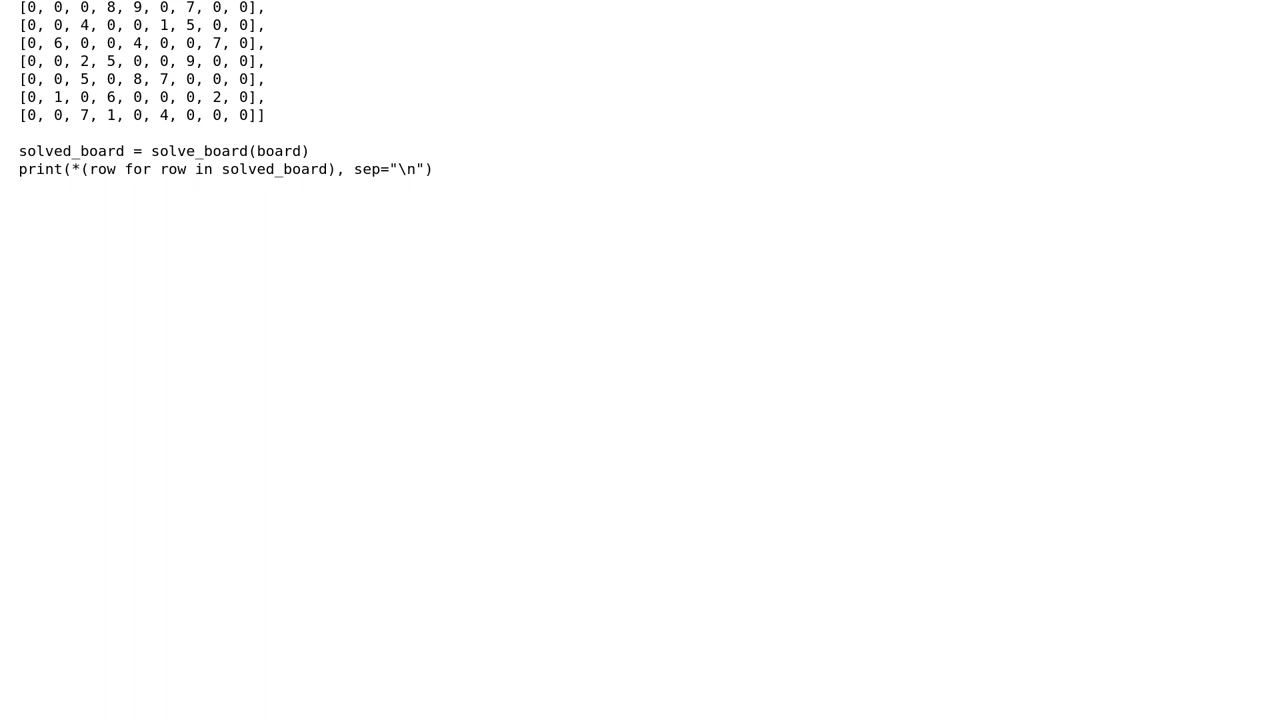 [0, 0, 0, 8, 9, 0, 7, 0, 0],
[0, 0, 4, 0, 0, 1, 5, 0, 0],
[0, 6, 0, 0, 4, 0, 0, 7, 0],
[0, 0, 2, 5, 0, 0, 9, 0, 0],
[0, 0, 5, 0, 8, 7, 0, 0, 0],
[0, 1, 0, 6, 0, 0, 0, 2, 0],
[0, 0, 7, 1, 0, 4, 0, 0, 0]]
solved_board = solve_board(board)
print(*(row for row in solved_board), sep="\n")